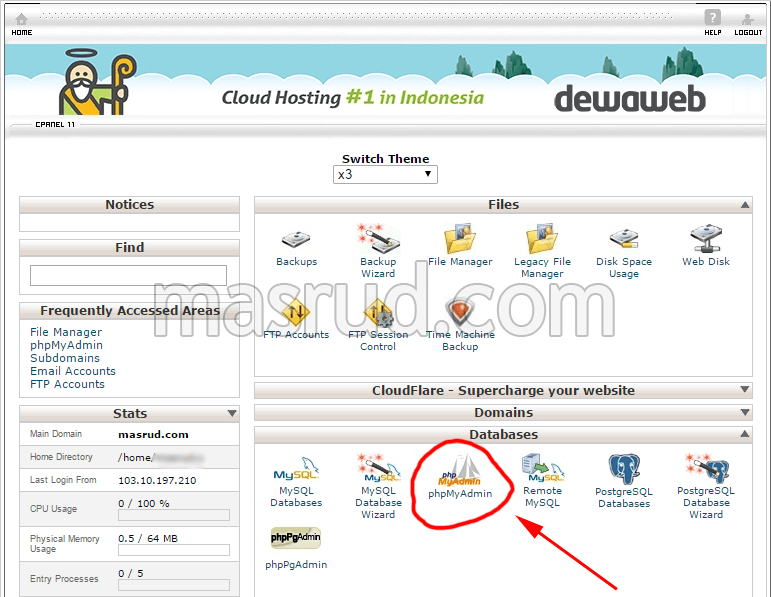 HOME
HELP
LOGOUT
Cloud Hosting #1 in Indonesia
dewaweb
CPANEL 11
Switch Theme
x3
Notices
Find
Frequently Accessed Areas
File Manager
phpMyAdmin
Subdomains
Email Accounts
FTP Accounts
Stats
Main Domain masrud.com
Home Directory /home/
Last Login From 103.10.197.210
CPU Usage 0 / 100 %
Physical Memory 0.5 / 64 MB
Usage
Entry Processes 0 / 5
Files
Backups
Backup
Wizard
File Manager
Legacy File
Manager
Disk Space
Usage
Web Disk
FTP Accounts
FTP Session
Control
Time Machine
Backup
masrud.com
CloudFlare - Supercharge your website
Domains
Databases
MySQL
MySQL
Databases
MySQL
MySQL
Database
Wizard
php
MyAdmin
phpMyAdmin
MySQL
Remote
MySQL
PostgreSQL
Databases
PostgreSQL
Database
Wizard
phpPgAdmin
phpPgAdmin